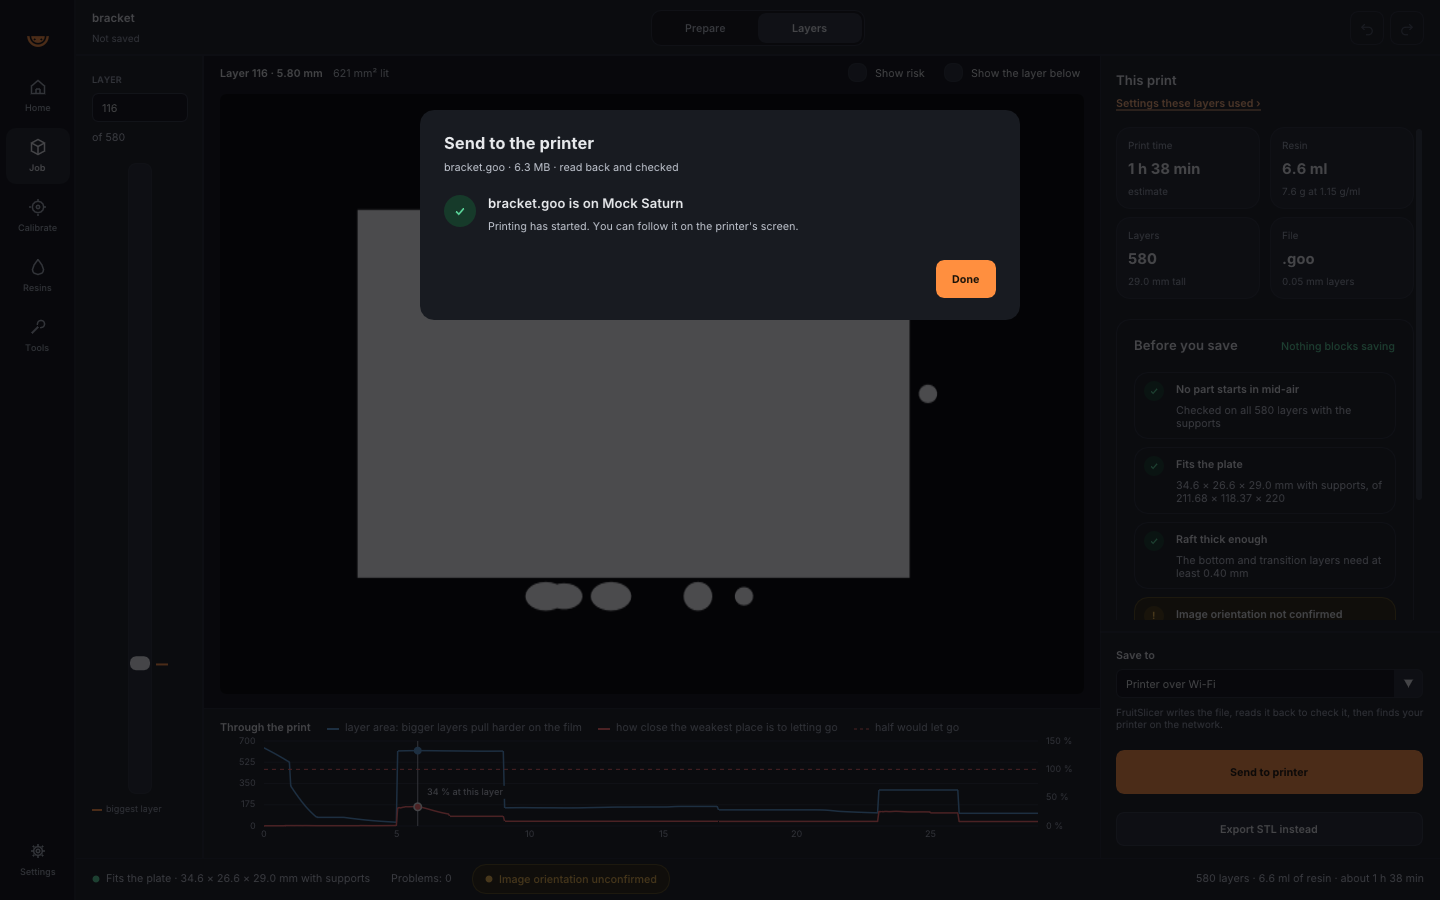 bracket
Not saved
Prepare
Layers
Home
Job
Calibrate
Resins
Tools
Settings
LAYER
116
of 580
biggest layer
Layer 116 · 5.80 mm 621 mm² lit
Show risk
Show the layer below
Send to the printer
bracket.goo · 6.3 MB · read back and checked
bracket.goo is on Mock Saturn
Printing has started. You can follow it on the printer's screen.
Done
Through the print
layer area: bigger layers pull harder on the film
how close the weakest place is to letting go
half would let go
700
525
350
175
0
150 %
100 %
50 %
0 %
34 % at this layer
0 5 10 15 20 25
This print
Settings these layers used ›
Print time
1 h 38 min
estimate
Resin
6.6 ml
7.6 g at 1.15 g/ml
Layers
580
29.0 mm tall
File
.goo
0.05 mm layers
Before you save
Nothing blocks saving
No part starts in mid-air
Checked on all 580 layers with the
supports
Fits the plate
34.6 × 26.6 × 29.0 mm with supports, of
211.68 × 118.37 × 220
Raft thick enough
The bottom and transition layers need at
least 0.40 mm
Image orientation not confirmed
Save to
Printer over Wi-Fi
FruitSlicer writes the file, reads it back to check it, then finds your
printer on the network.
Send to printer
Export STL instead
Fits the plate · 34.6 × 26.6 × 29.0 mm with supports
Problems: 0
Image orientation unconfirmed
580 layers · 6.6 ml of resin · about 1 h 38 min